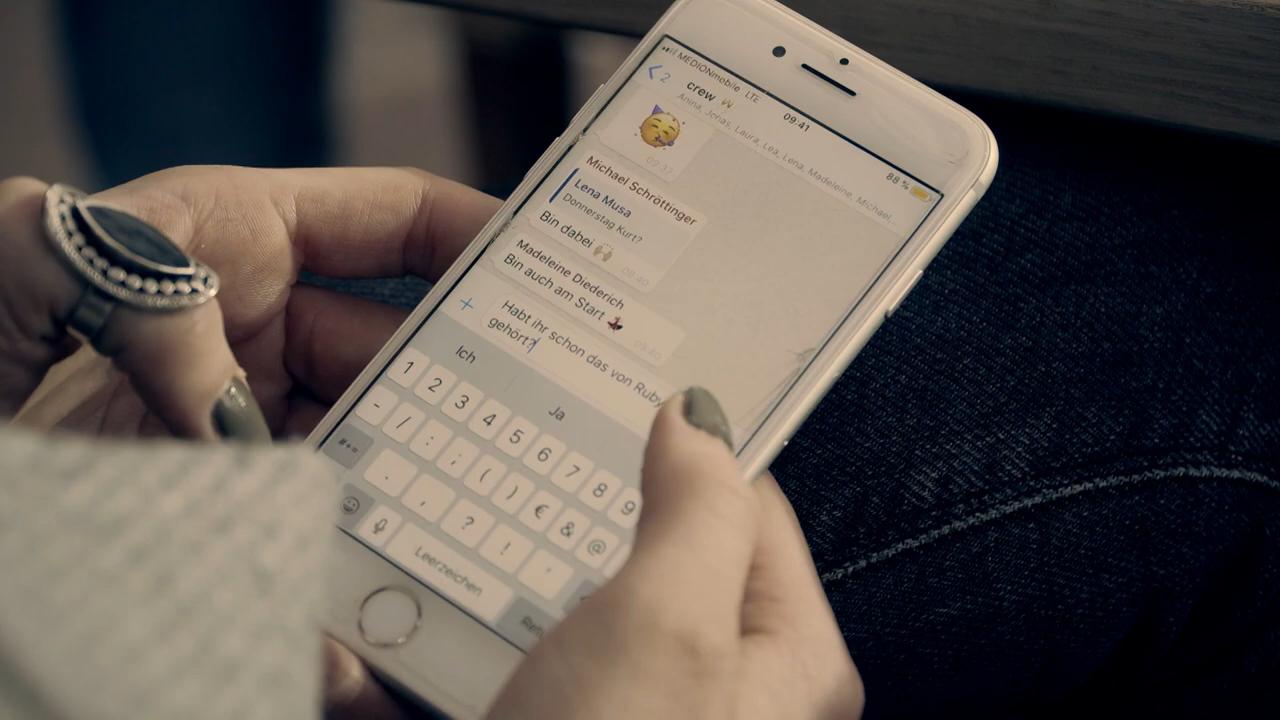 MEDIONmobile LTE 09:41 88 %
2 crew
Anina, Jonas, Laura, Lea, Lena, Madeleine, Michael...
09:37
Michael Schröttinger
Lena Musa
Donnerstag Kurt?
Bin dabei 🙌🏼
09:40
Madeleine Diederich
Bin auch am Start 💃
09:40
+ Habt ihr schon das von Ruby
gehört?
Ich Ja
1 2 3 4 5 6 7 8 9
- / : ; ( ) € & @
#+=
. , ? ! '
Leerzeichen